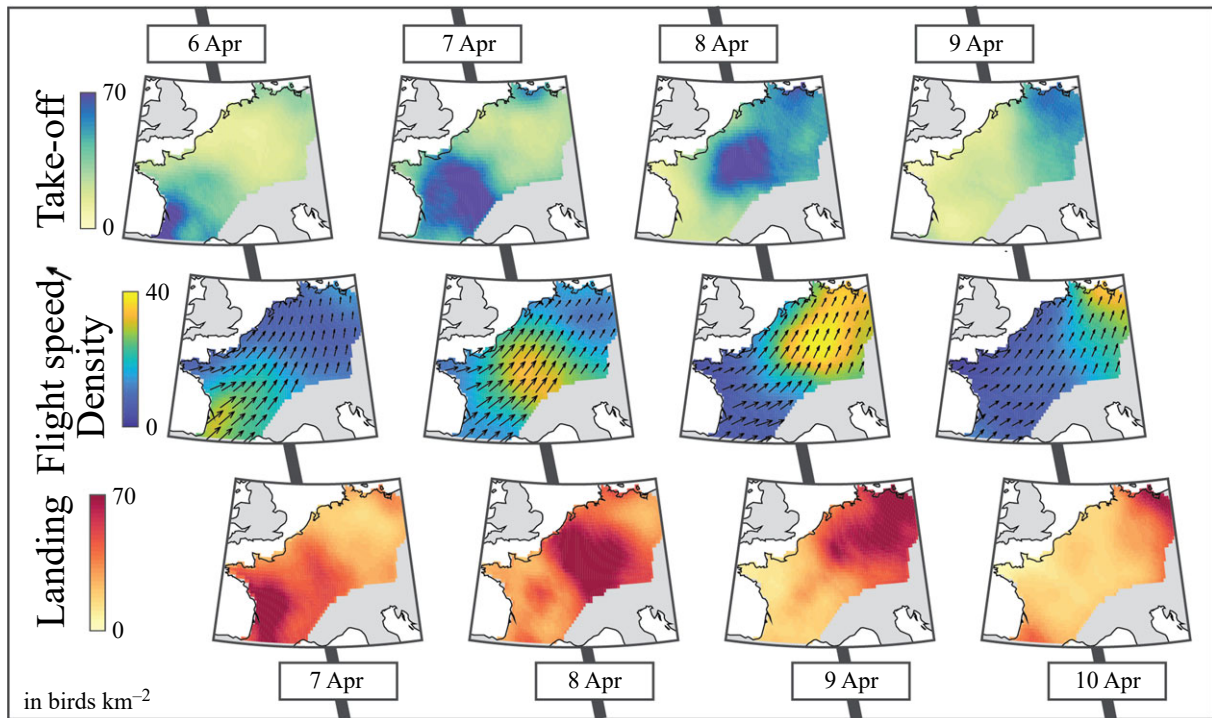 6 Apr
7 Apr
8 Apr
9 Apr
Take-off
70
0
Flight speed
Density
40
0
Landing
70
0
7 Apr
8 Apr
9 Apr
10 Apr
in birds km⁻²